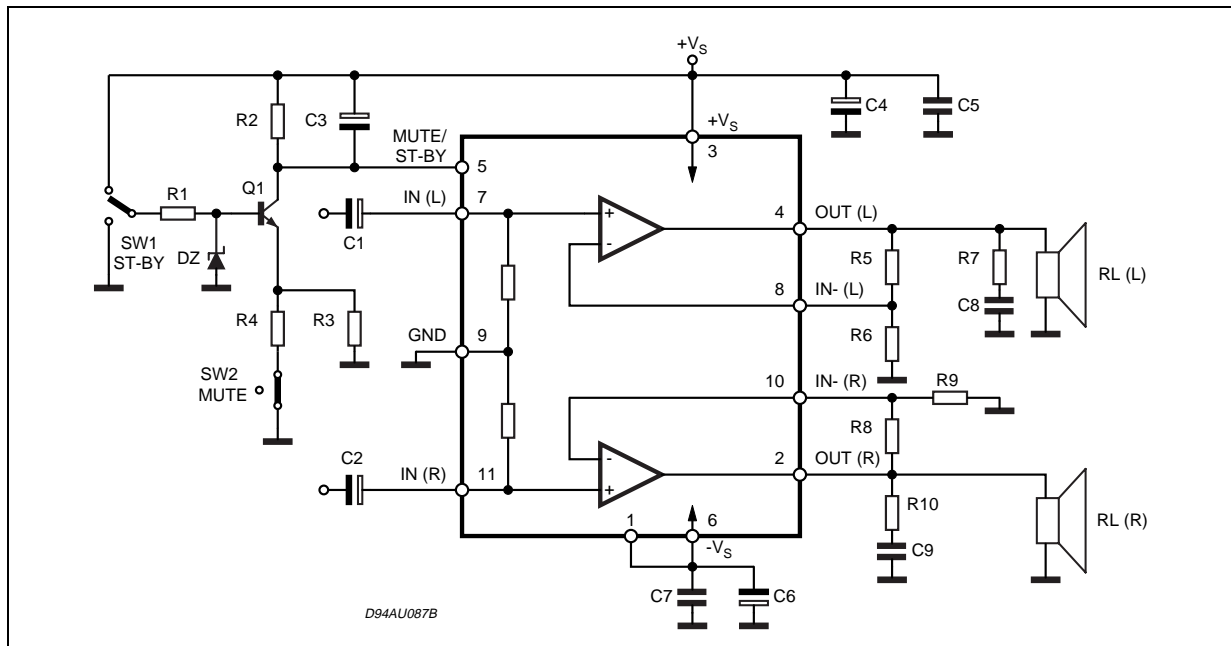 +VS
R2
C3
C4
C5
MUTE/
ST-BY
5
+VS
3
R1
Q1
IN (L)
7
4
OUT (L)
C1
SW1
ST-BY
DZ
R5
R7
RL (L)
8
IN- (L)
C8
R4
R3
GND
9
R6
SW2
MUTE
10
IN- (R)
R9
R8
C2
IN (R)
11
2
OUT (R)
R10
RL (R)
1
6
-VS
C9
C7
C6
D94AU087B
+
-
-
+